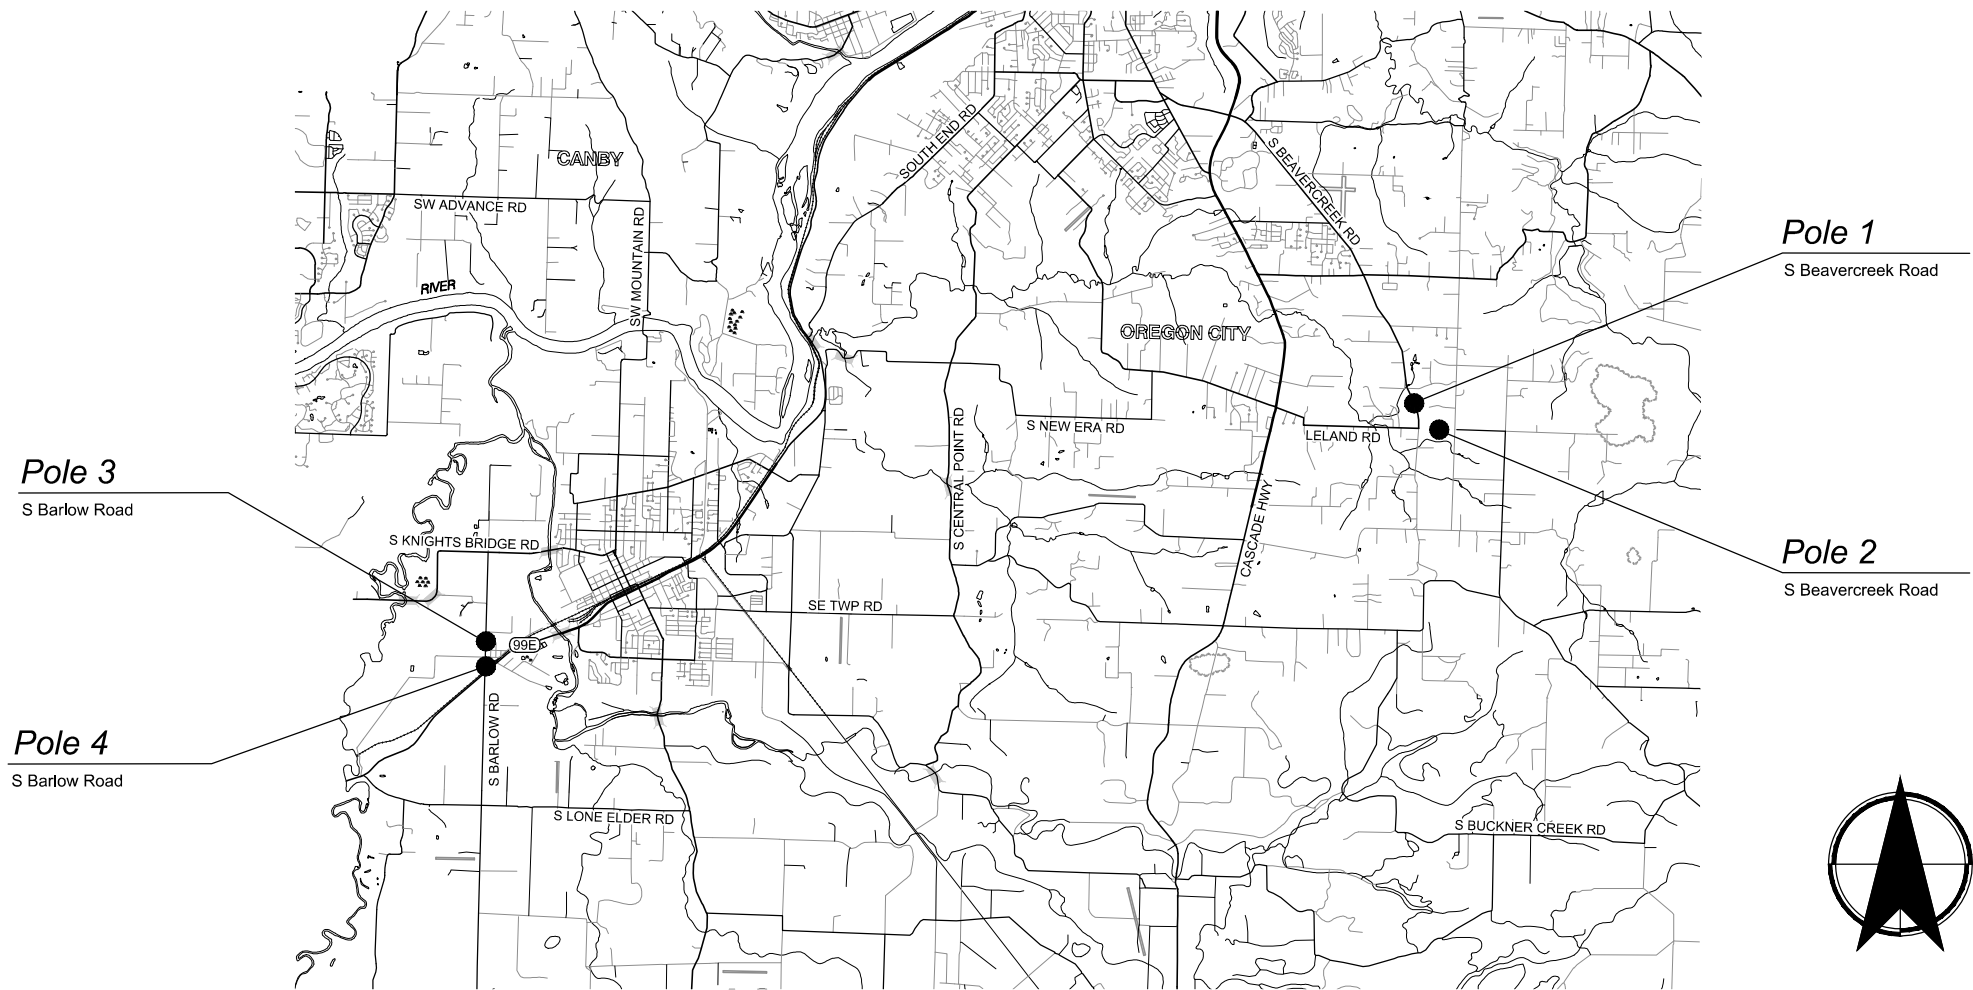 CANBY
SOUTH END RD
S BEAVERCREEK RD
SW ADVANCE RD
SW MOUNTAIN RD
Pole 1
S Beavercreek Road
RIVER
OREGON CITY
S NEW ERA RD
LELAND RD
S CENTRAL POINT RD
Pole 3
S Barlow Road
CASCADE HWY
S KNIGHTS BRIDGE RD
Pole 2
S Beavercreek Road
SE TWP RD
99E
S BARLOW RD
Pole 4
S Barlow Road
S LONE ELDER RD
S BUCKNER CREEK RD